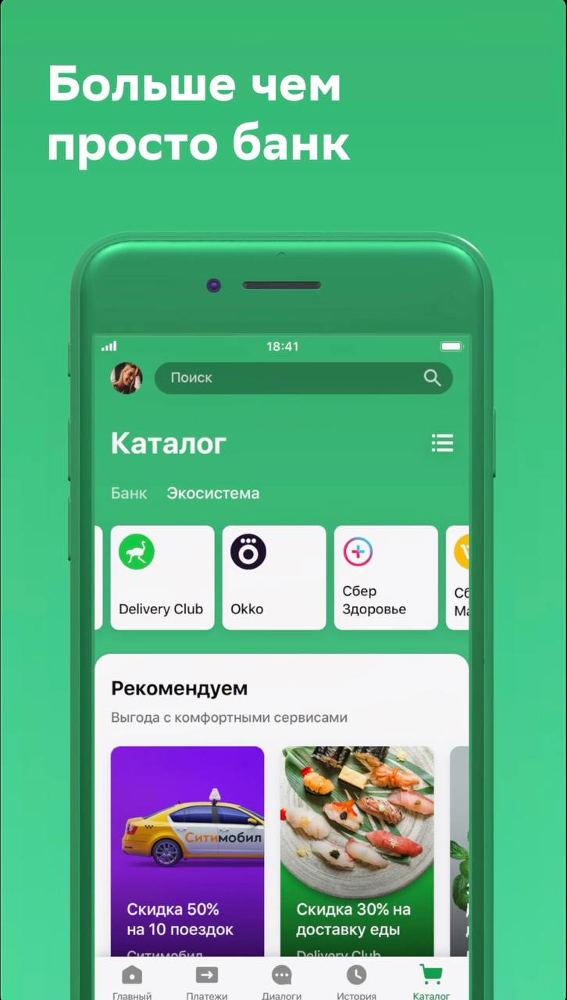 Больше чем
просто банк
18:41
Поиск
Каталог
Банк Экосистема
Delivery Club
Okko
Сбер
Здоровье
Рекомендуем
Выгода с комфортными сервисами
Ситимобил
Скидка 50%
на 10 поездок
Ситимобил
Скидка 30% на
доставку еды
Delivery Club
Главный Платежи Диалоги История Каталог